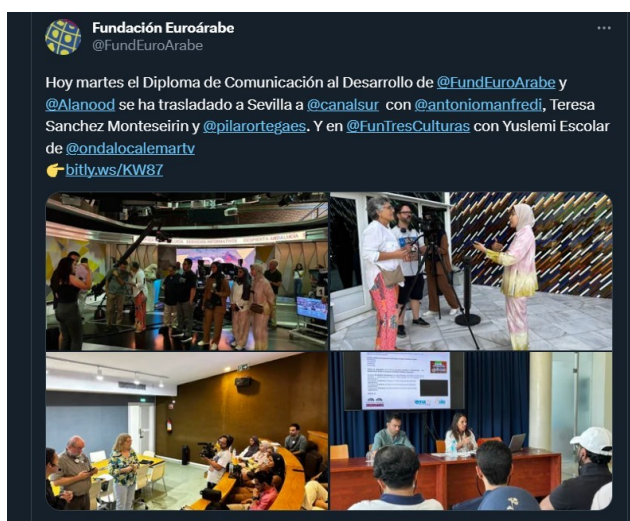 Fundación Euroárabe
@FundEuroArabe
Hoy martes el Diploma de Comunicación al Desarrollo de @FundEuroArabe y
@Alanood se ha trasladado a Sevilla a @canalsur con @antoniomanfredi, Teresa
Sanchez Monteseirin y @pilarortegaes. Y en @FunTresCulturas con Yuslemi Escolar
de @ondalocalemartv
👉bitly.ws/KW87